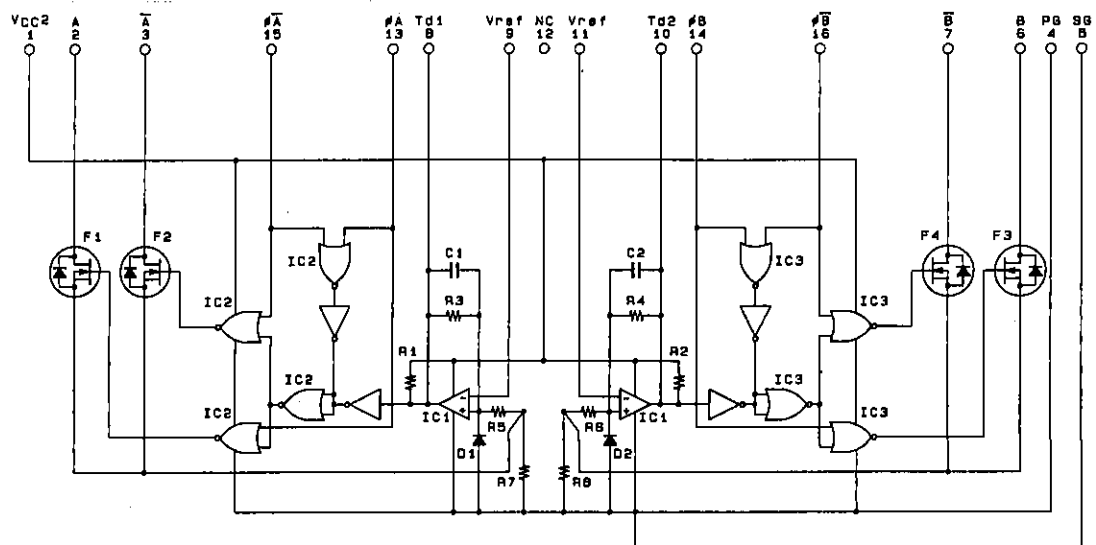 VCC2 A A̅ øA̅ øA Td1 Vref NC Vref Td2 øB øB̅ B̅ B PG SG
1 2 3 15 13 8 9 12 11 10 14 16 7 6 4 5
F1 F2 F4 F3
C1 C2
IC2 IC3
R3 R4
IC2 IC3
R1 R2
IC2 IC3
IC2 IC1 IC1 IC3
R5 R6
D1 D2
R7 R8